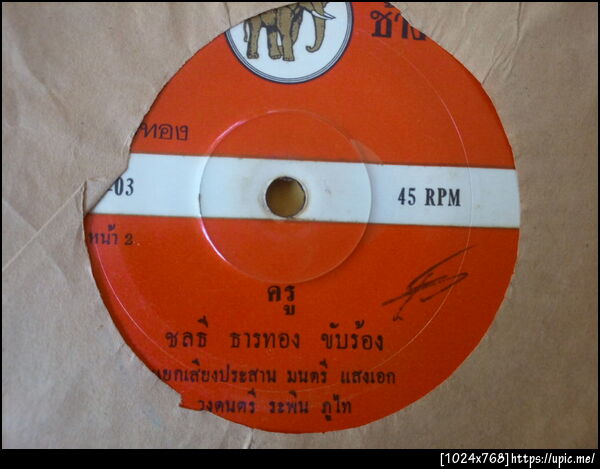 ทอง
-03
45 RPM
หน้า 2
ครู
ชลธี ธารทอง ขับร้อง
แยกเสียงประสาน มนตรี แสงเอก
วงดนตรี ระพิน ภูไท
[1024x768]https://upic.me/